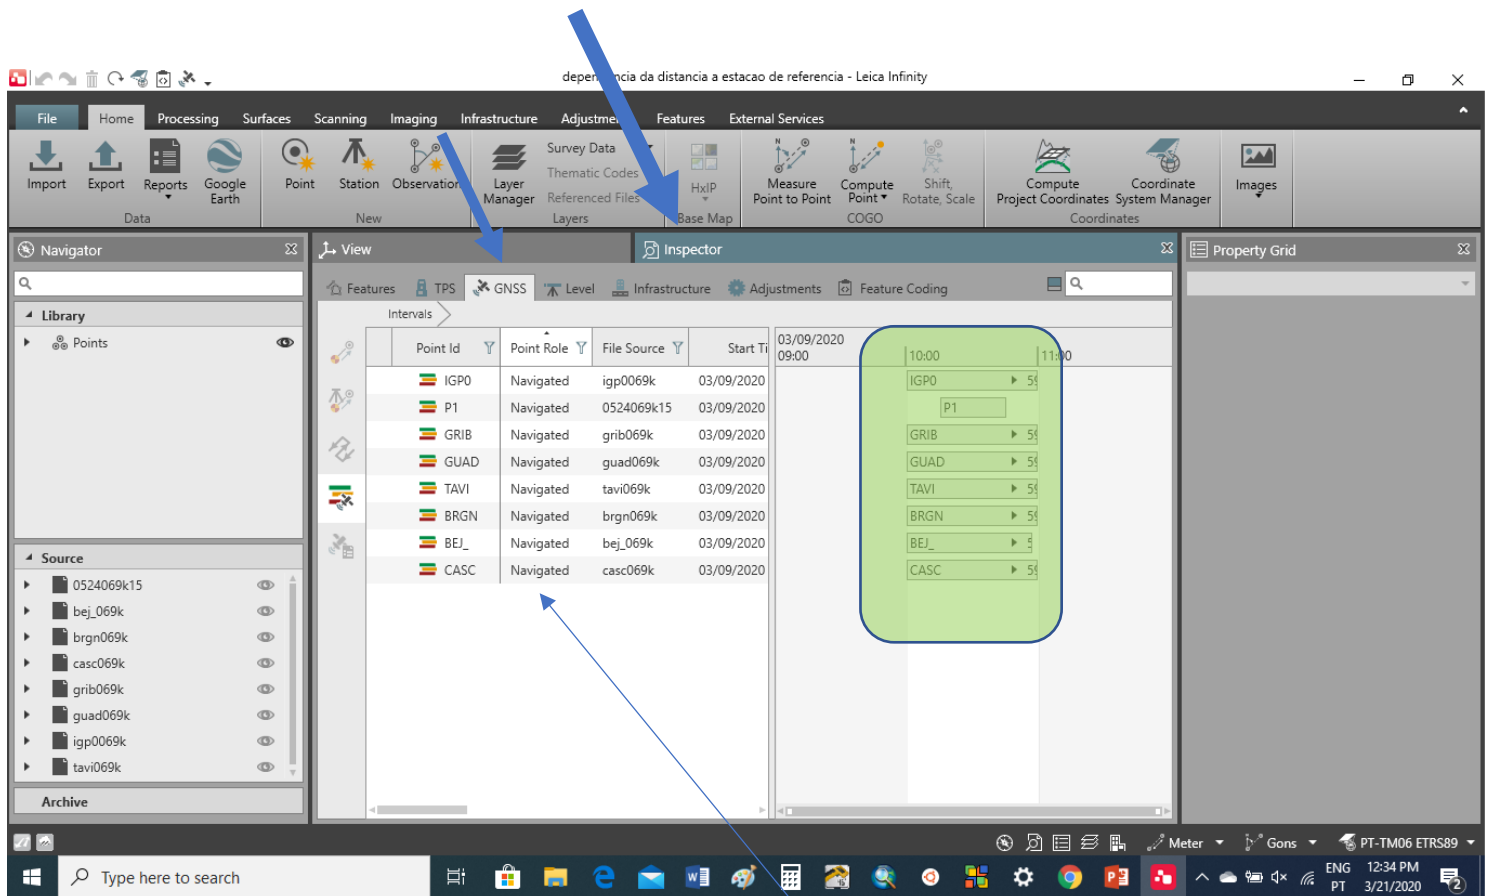 dependencia da distancia a estacao de referencia - Leica Infinity
File Home Processing Surfaces Scanning Imaging Infrastructure Features External Services
Import Export Reports Google Earth
Data
Point Station Observation
New
Layer Manager
Survey Data
Thematic Codes
Referenced Files
Layers
HxIP
Base Map
Measure Point to Point
Compute Point
Shift, Rotate, Scale
COGO
Compute Project Coordinates
Coordinate System Manager
Coordinates
Images
Navigator
Library
Points
Source
0524069k15
bej_069k
brgn069k
casc069k
grib069k
guad069k
igp0069k
tavi069k
Archive
View Inspector
Features TPS GNSS Level Infrastructure Adjustments Feature Coding
Intervals
Point Id Point Role File Source Start Ti
IGP0 Navigated igp0069k 03/09/2020
P1 Navigated 0524069k15 03/09/2020
GRIB Navigated grib069k 03/09/2020
GUAD Navigated guad069k 03/09/2020
TAVI Navigated tavi069k 03/09/2020
BRGN Navigated brgn069k 03/09/2020
BEJ_ Navigated bej_069k 03/09/2020
CASC Navigated casc069k 03/09/2020
03/09/2020
09:00 10:00 11:00
IGP0 59
P1
GRIB 59
GUAD 59
TAVI 59
BRGN 59
BEJ_ 5
CASC 59
Property Grid
Meter Gons PT-TM06 ETRS89
Type here to search
ENG 12:34 PM
PT 3/21/2020
2